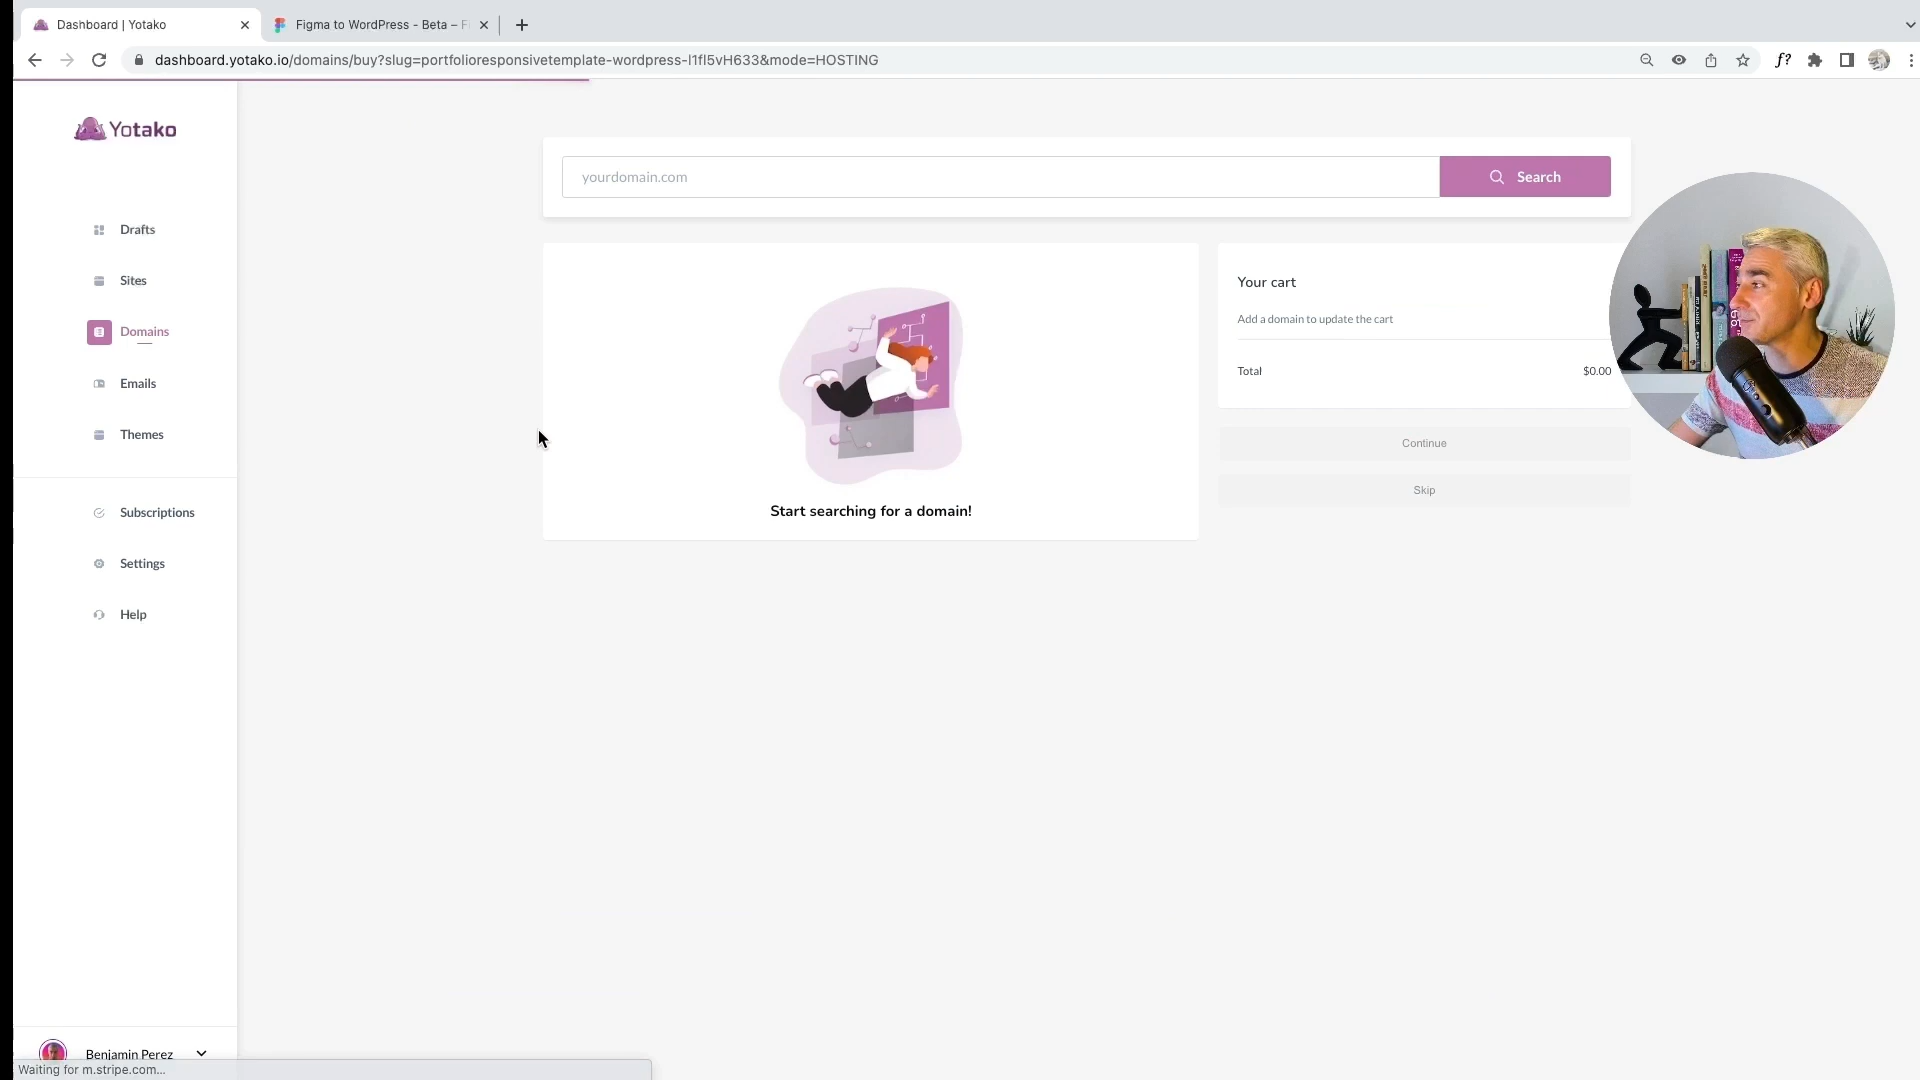 Dashboard | Yotako
Figma to WordPress - Beta – F
dashboard.yotako.io/domains/buy?slug=portfolioresponsivetemplate-wordpress-l1fl5vH633&mode=HOSTING
f?
Yotako
Drafts
Sites
Domains
Emails
Themes
Subscriptions
Settings
Help
Benjamin Perez
Waiting for m.stripe.com...
yourdomain.com
Search
Start searching for a domain!
Your cart
Add a domain to update the cart
Total
$0.00
Continue
Skip